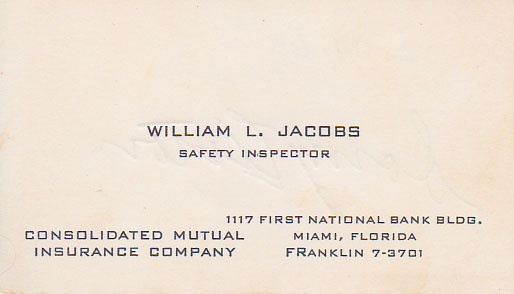 WILLIAM L. JACOBS
SAFETY INSPECTOR
1117 FIRST NATIONAL BANK BLDG.
CONSOLIDATED MUTUAL MIAMI, FLORIDA
INSURANCE COMPANY FRANKLIN 7-3701